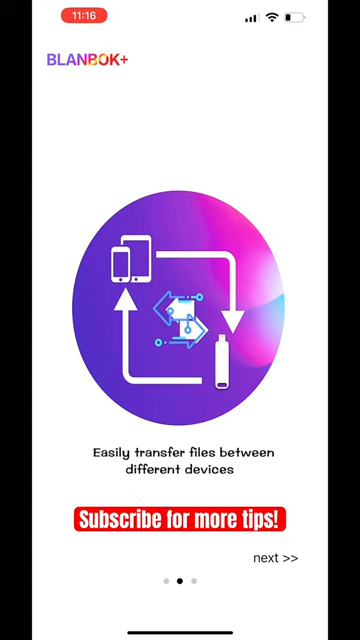 11:16
BLANBOK+
Easily transfer files between
different devices
Subscribe for more tips!
next >>